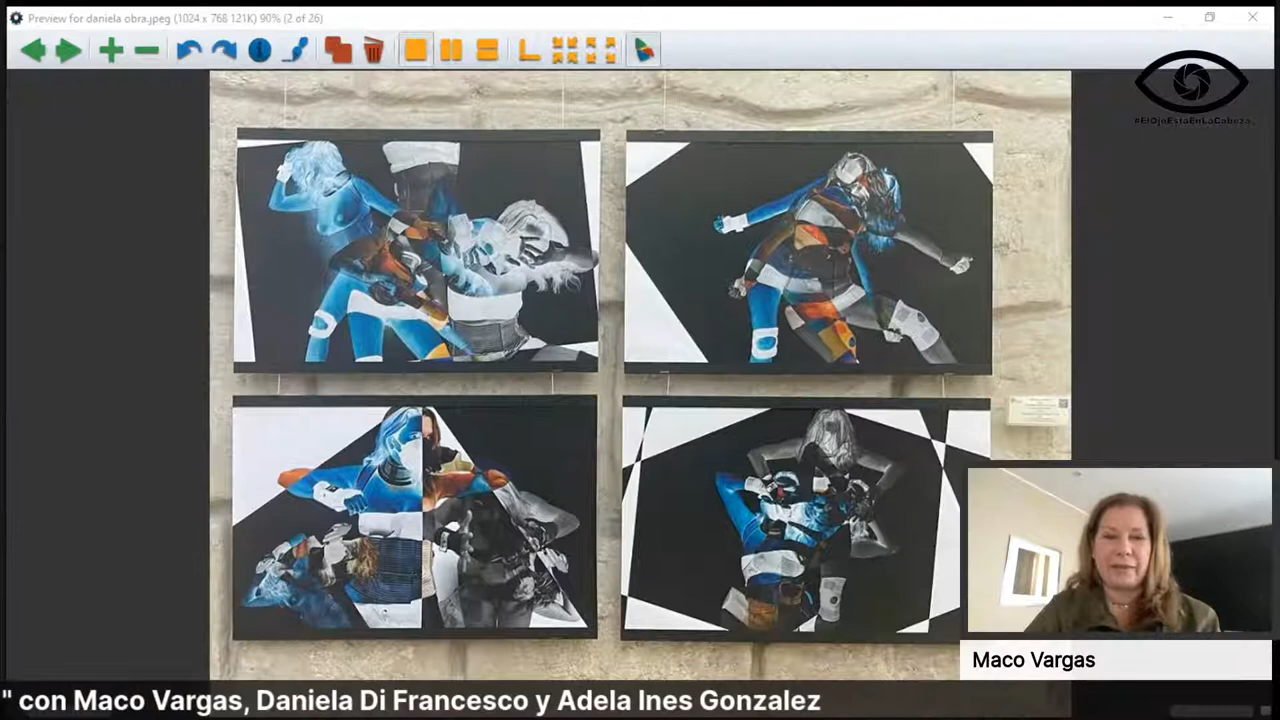 Preview for daniela obra.jpeg (1024 x 768 121K) 90% (2 of 26)
#ElOjoEstaEnLaCabeza
Maco Vargas
" con Maco Vargas, Daniela Di Francesco y Adela Ines Gonzalez